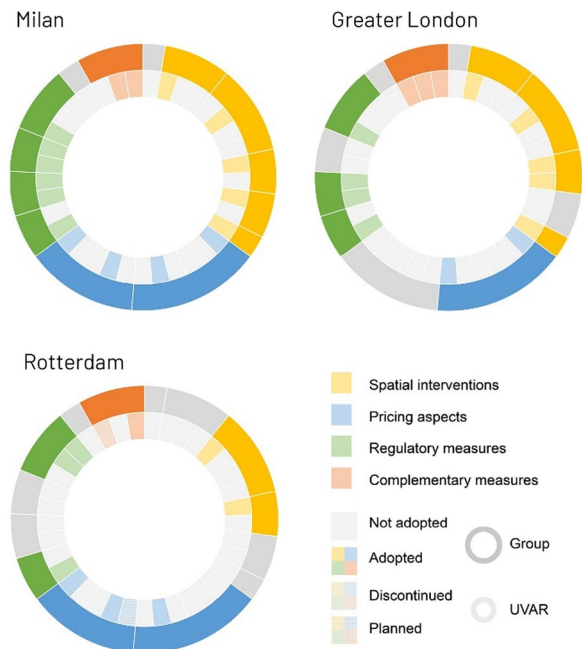 Milan
Greater London
Rotterdam
Spatial interventions
Pricing aspects
Regulatory measures
Complementary measures
Not adopted
Adopted
Discontinued
Planned
Group
UVAR